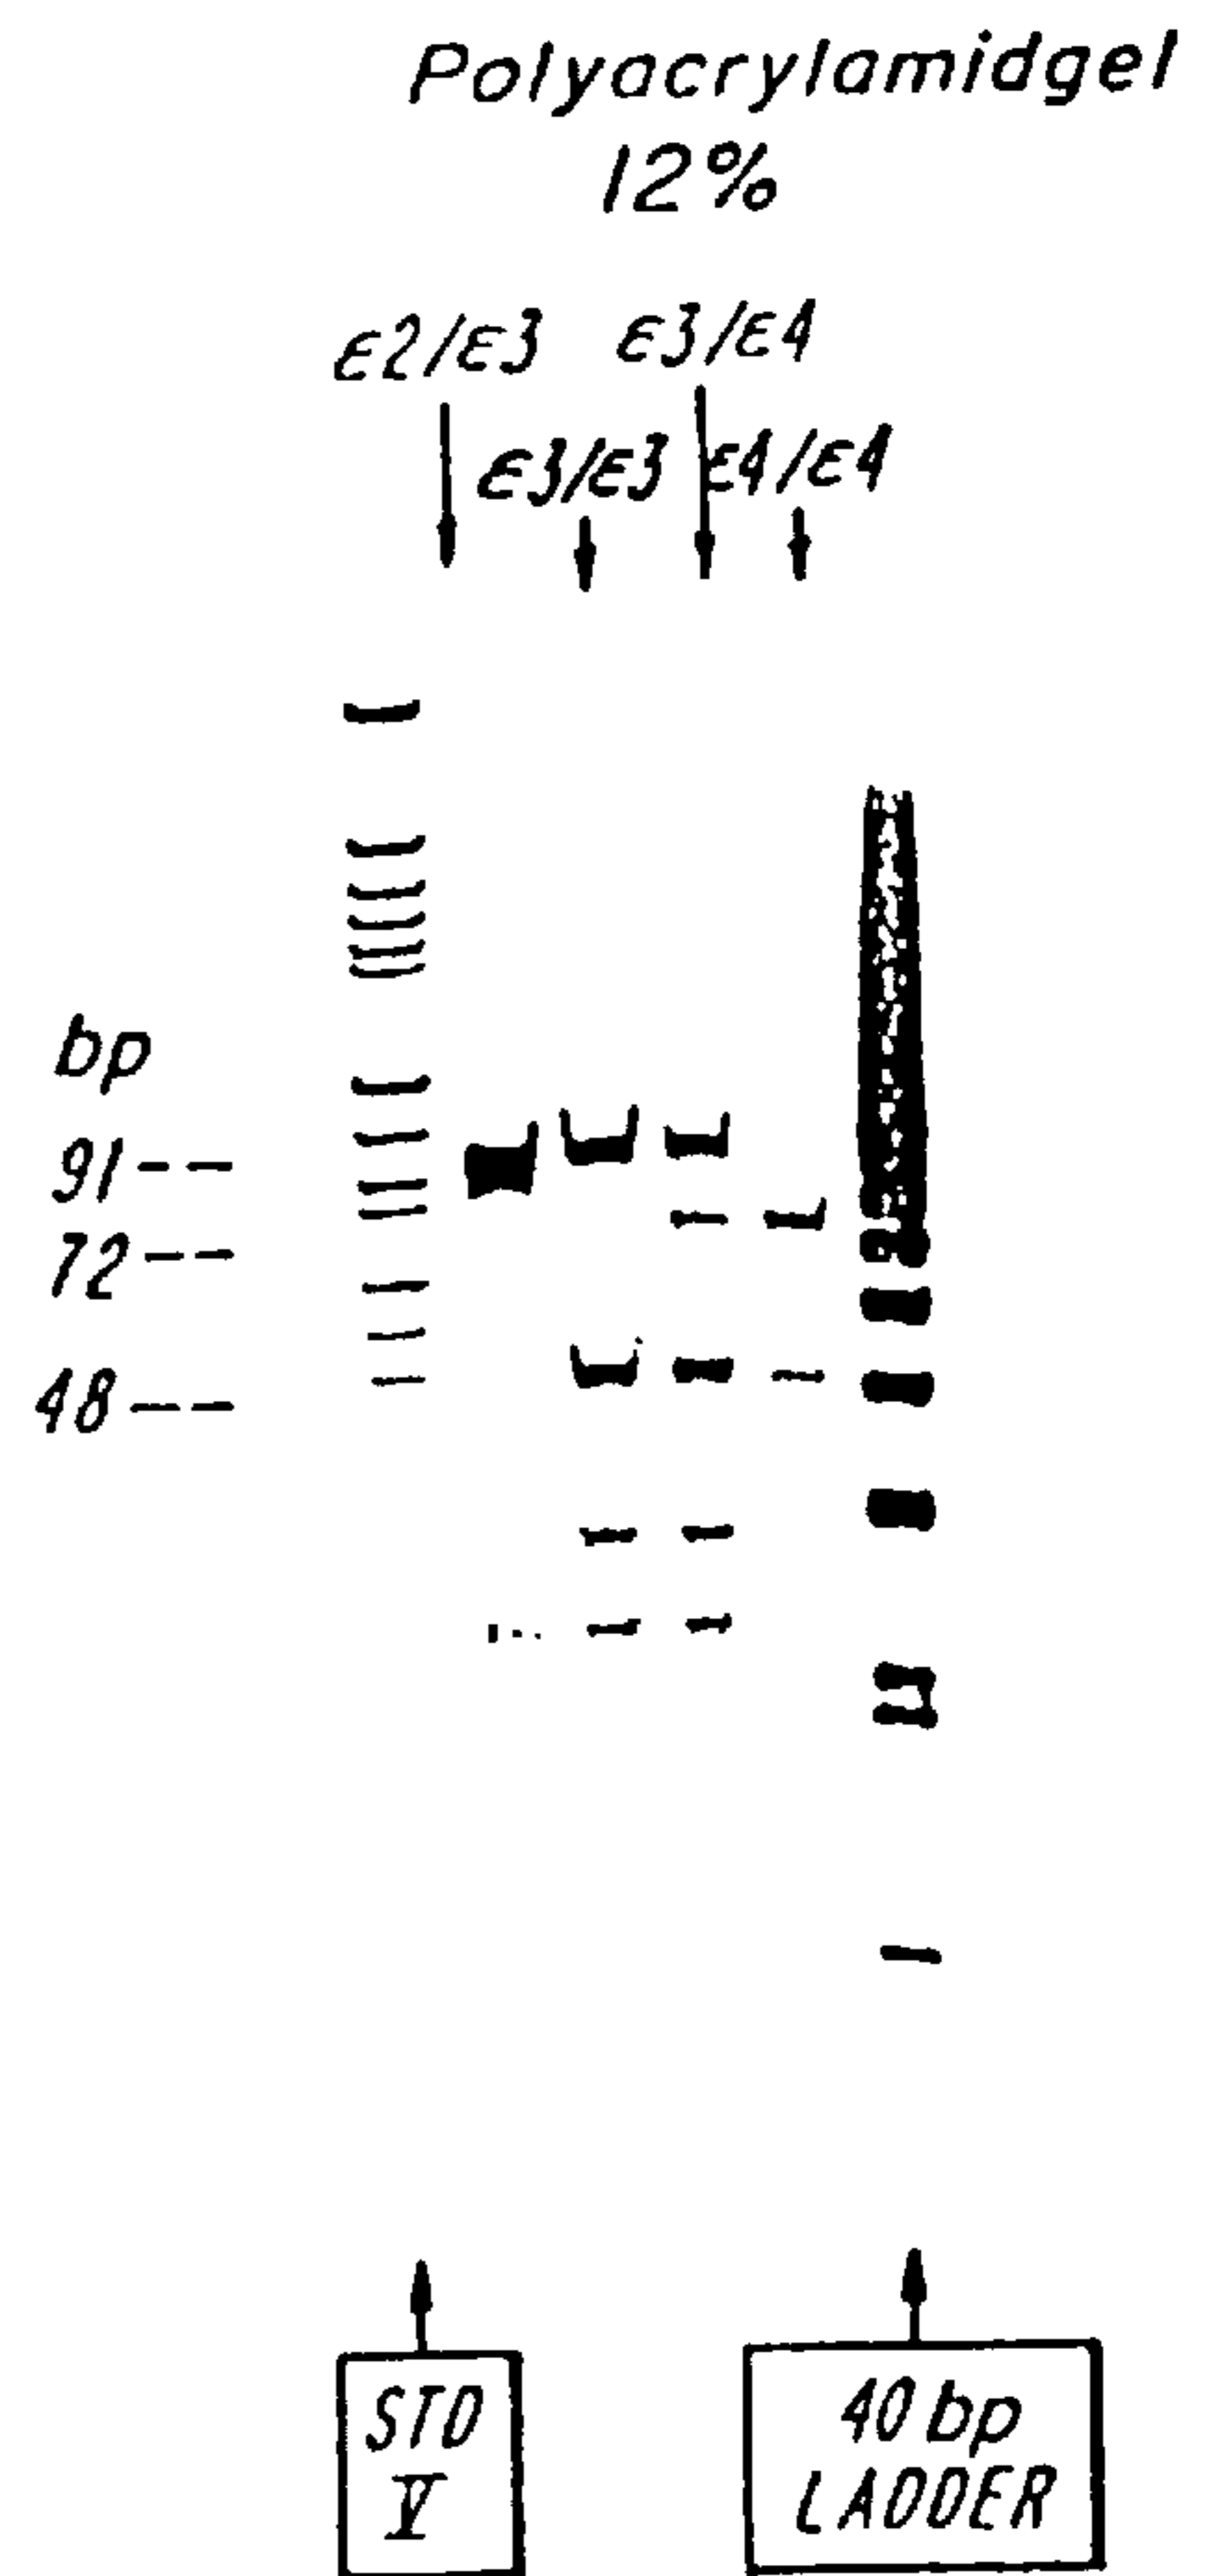 Polyacrylamidgel
12%
ε2/ε3 ε3/ε4
ε3/ε3 ε4/ε4
bp
91--
72--
48--
STD
V
40 bp
LADDER